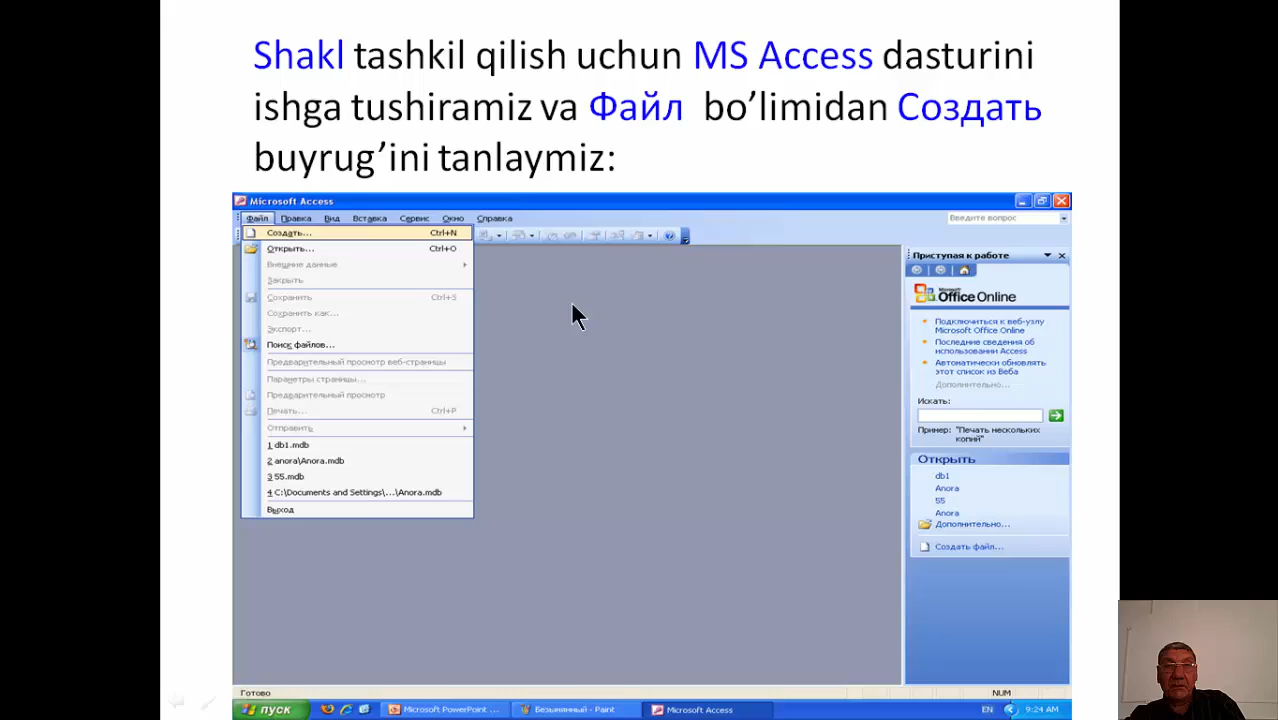 Shakl tashkil qilish uchun MS Access dasturini
ishga tushiramiz va Файл bo’limidan Создать
buyrug’ini tanlaymiz:
Microsoft Access
Файл Правка Вид Вставка Сервис Окно Справка
Введите вопрос
Создать... Ctrl+N
Открыть... Ctrl+O
Внешние данные
Закрыть
Сохранить Ctrl+S
Сохранить как...
Экспорт...
Поиск файлов...
Предварительный просмотр веб-страницы
Параметры страницы...
Предварительный просмотр
Печать... Ctrl+P
Отправить
1 db1.mdb
2 anora\Anora.mdb
3 55.mdb
4 C:\Documents and Settings\...\Anora.mdb
Выход
Приступая к работе
Microsoft
Office Online
Подключиться к веб-узлу
Microsoft Office Online
Последние сведения об
использовании Access
Автоматически обновлять
этот список из Веба
Дополнительно...
Искать:
Пример: "Печать нескольких
копий"
Открыть
db1
Anora
55
Anora
Дополнительно...
Создать файл...
Готово NUM
пуск Microsoft PowerPoint ... Безымянный - Paint Microsoft Access EN 9:24 AM